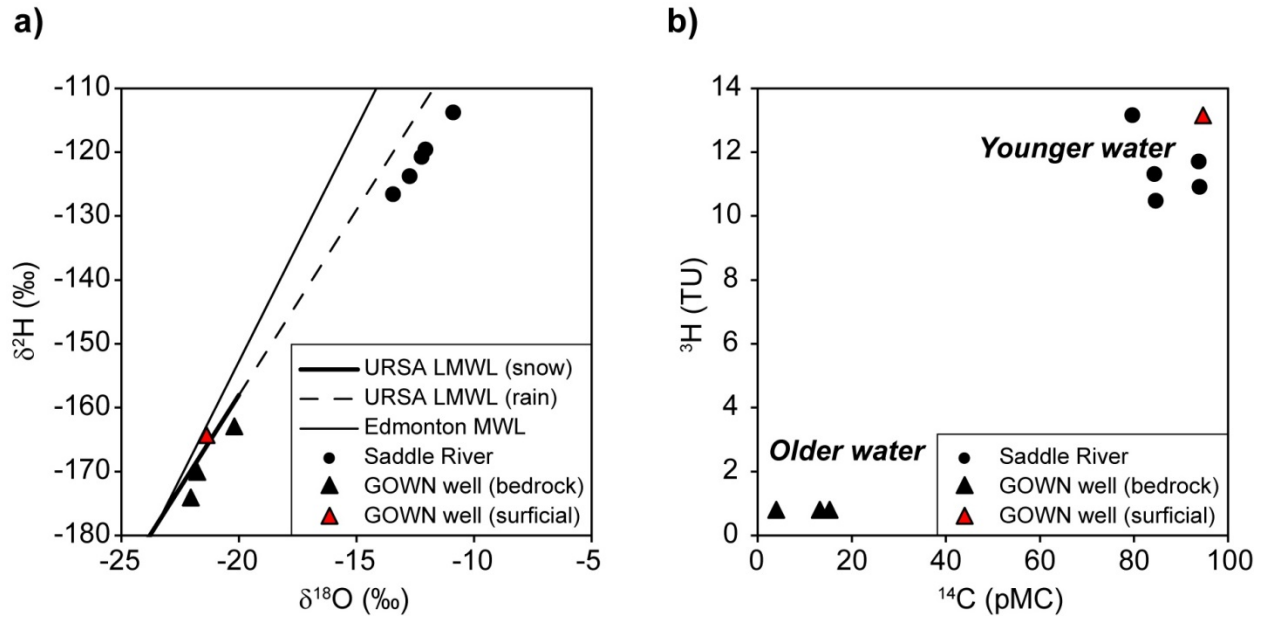 a)
-110
-120
-130
-140
-150
-160
-170
-180
δ²H (‰)
-25 -20 -15 -10 -5
δ¹⁸O (‰)
URSA LMWL (snow)
URSA LMWL (rain)
Edmonton MWL
Saddle River
GOWN well (bedrock)
GOWN well (surficial)
b)
14
12
10
8
6
4
2
0
³H (TU)
0 20 40 60 80 100
¹⁴C (pMC)
Younger water
Older water
Saddle River
GOWN well (bedrock)
GOWN well (surficial)